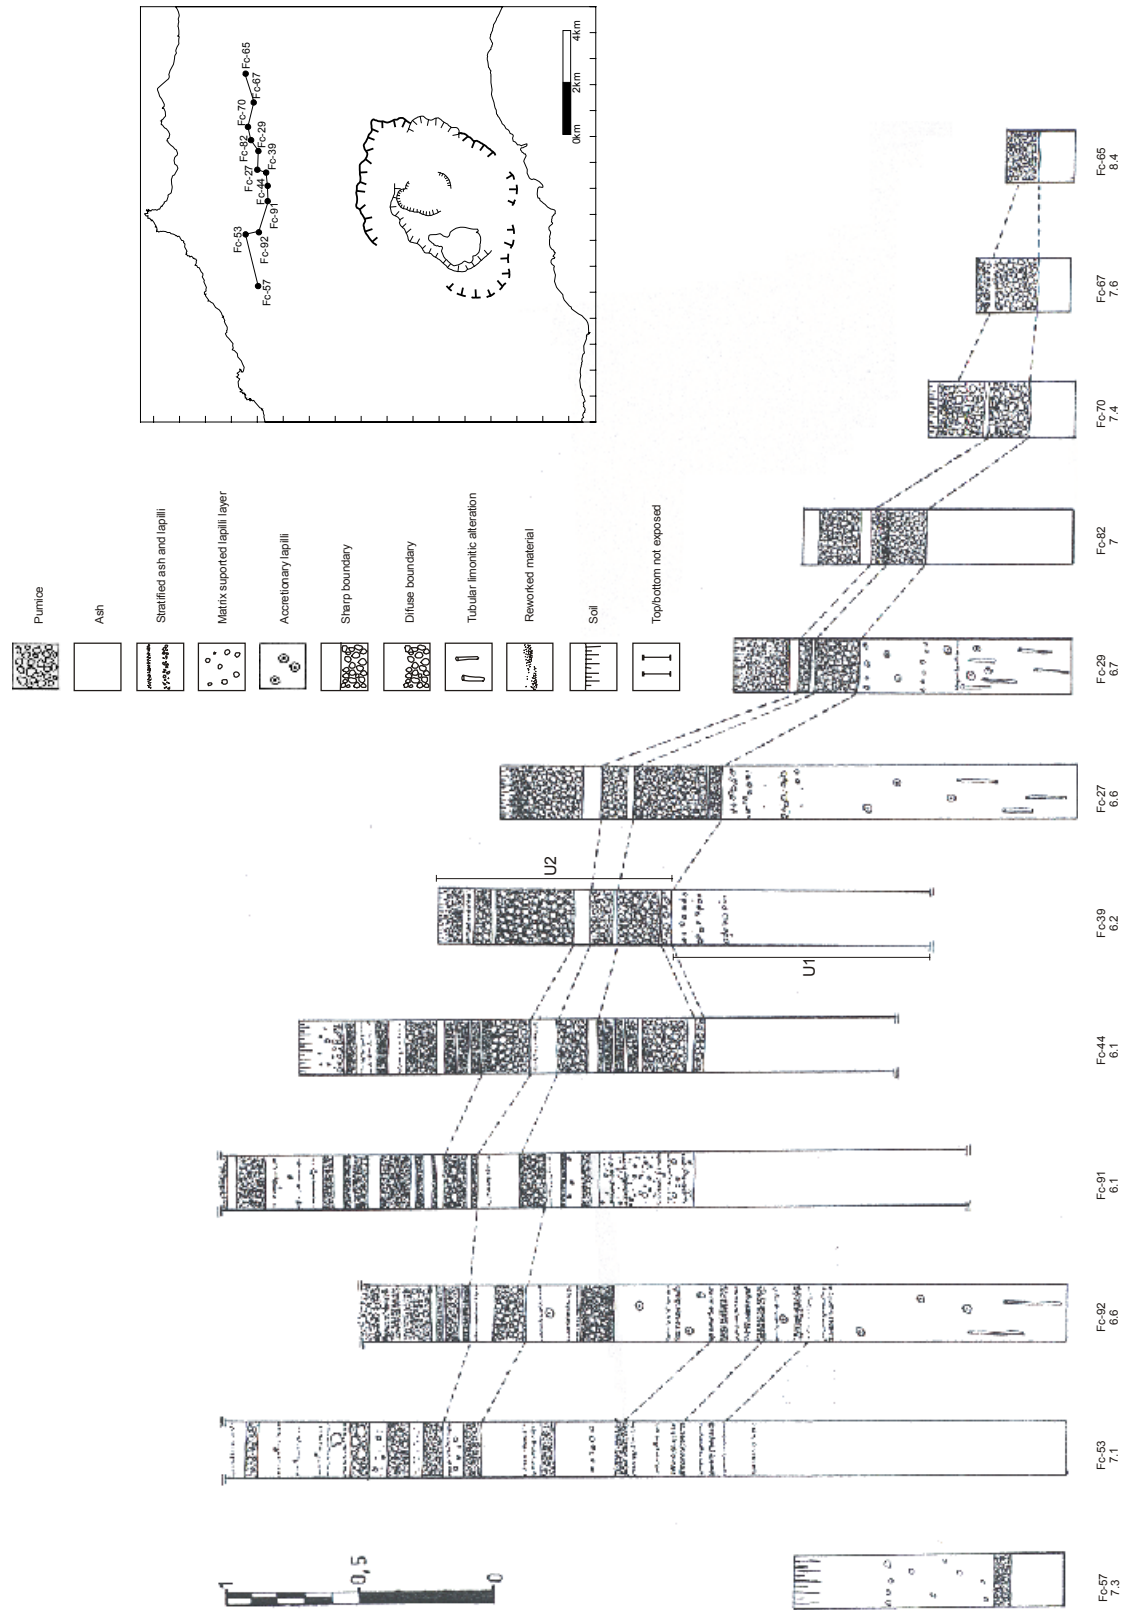 Pumice
Ash
Stratified ash and lapilli
Matrix suported lapilli layer
Accretionary lapilli
Sharp boundary
Difuse boundary
Tubular limonitic alteration
Reworked material
Soil
Top/bottom not exposed
Fc-57
Fc-53
Fc-92
Fc-91
Fc-44
Fc-27
Fc-39
Fc-82
Fc-29
Fc-70
Fc-67
Fc-65
0km
2km
4km
U2
U1
1
0,5
0
Fc-57
7.3
Fc-53
7.1
Fc-92
6.6
Fc-91
6.1
Fc-44
6.1
Fc-39
6.2
Fc-27
6.6
Fc-29
6.7
Fc-82
7
Fc-70
7.4
Fc-67
7.6
Fc-65
8.4